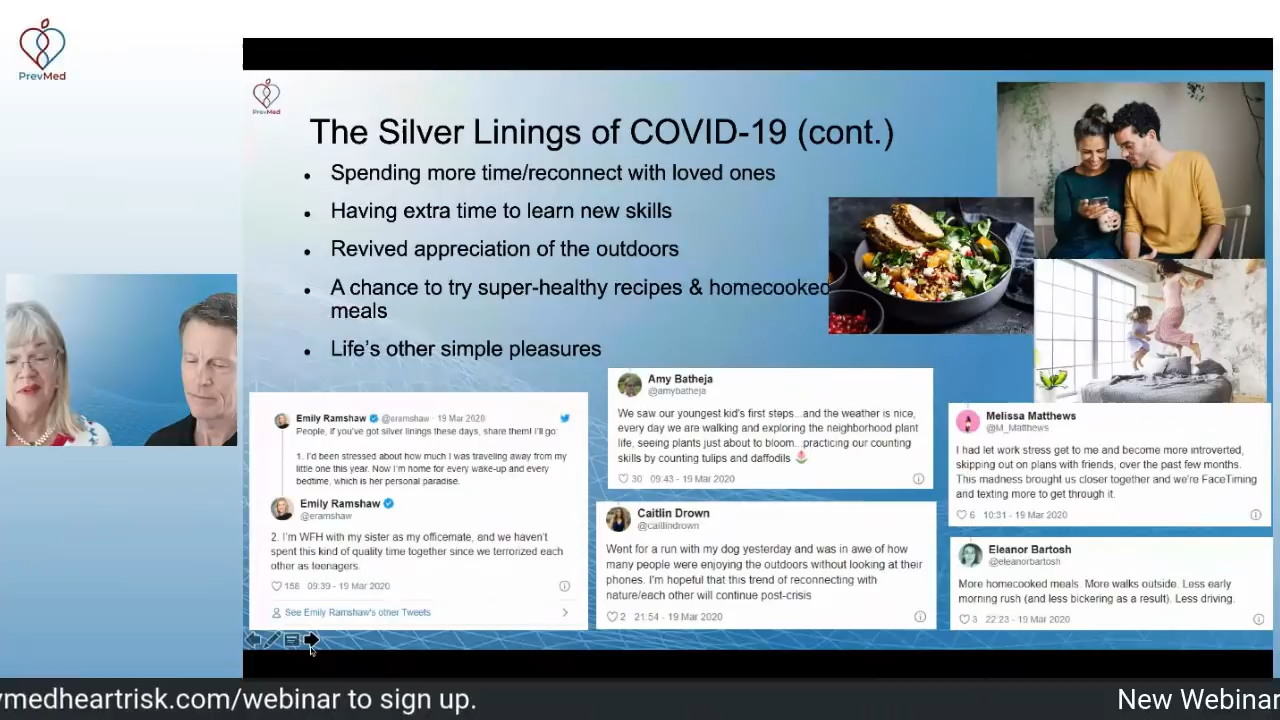 PrevMed
PrevMed
The Silver Linings of COVID-19 (cont.)
• Spending more time/reconnect with loved ones
• Having extra time to learn new skills
• Revived appreciation of the outdoors
• A chance to try super-healthy recipes & homecooked
meals
• Life's other simple pleasures
Emily Ramshaw @eramshaw · 19 Mar 2020
People, if you've got silver linings these days, share them! I'll go:
1. I'd been stressed about how much I was traveling away from my
little one this year. Now I'm home for every wake-up and every
bedtime, which is her personal paradise.
Emily Ramshaw
@eramshaw
2. I'm WFH with my sister as my officemate, and we haven't
spent this kind of quality time together since we terrorized each
other as teenagers.
158 09:39 - 19 Mar 2020
See Emily Ramshaw's other Tweets
Amy Batheja
@amybatheja
We saw our youngest kid's first steps...and the weather is nice,
every day we are walking and exploring the neighborhood plant
life, seeing plants just about to bloom...practicing our counting
skills by counting tulips and daffodils
30 09:43 - 19 Mar 2020
Caitlin Drown
@caitlindrown
Went for a run with my dog yesterday and was in awe of how
many people were enjoying the outdoors without looking at their
phones. I'm hopeful that this trend of reconnecting with
nature/each other will continue post-crisis
2 21:54 - 19 Mar 2020
Melissa Matthews
@M_Matthews
I had let work stress get to me and become more introverted,
skipping out on plans with friends, over the past few months.
This madness brought us closer together and we're FaceTiming
and texting more to get through it.
6 10:31 - 19 Mar 2020
Eleanor Bartosh
@eleanorbartosh
More homecooked meals. More walks outside. Less early
morning rush (and less bickering as a result). Less driving.
3 22:23 - 19 Mar 2020
ymedheartrisk.com/webinar to sign up.
New Webinar